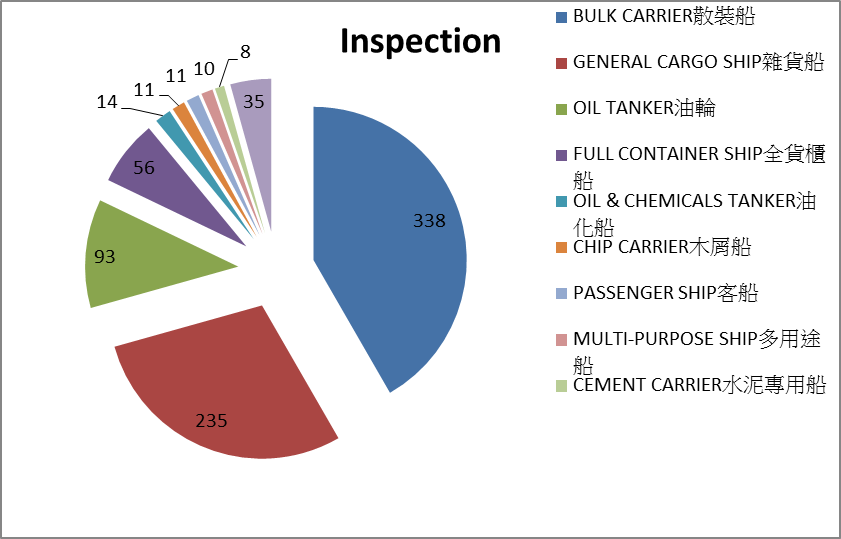 Inspection
8
10
11
11
14
35
56
93
338
235
BULK CARRIER散裝船
GENERAL CARGO SHIP雜貨船
OIL TANKER油輪
FULL CONTAINER SHIP全貨櫃
船
OIL & CHEMICALS TANKER油
化船
CHIP CARRIER木屑船
PASSENGER SHIP客船
MULTI-PURPOSE SHIP多用途
船
CEMENT CARRIER水泥專用船